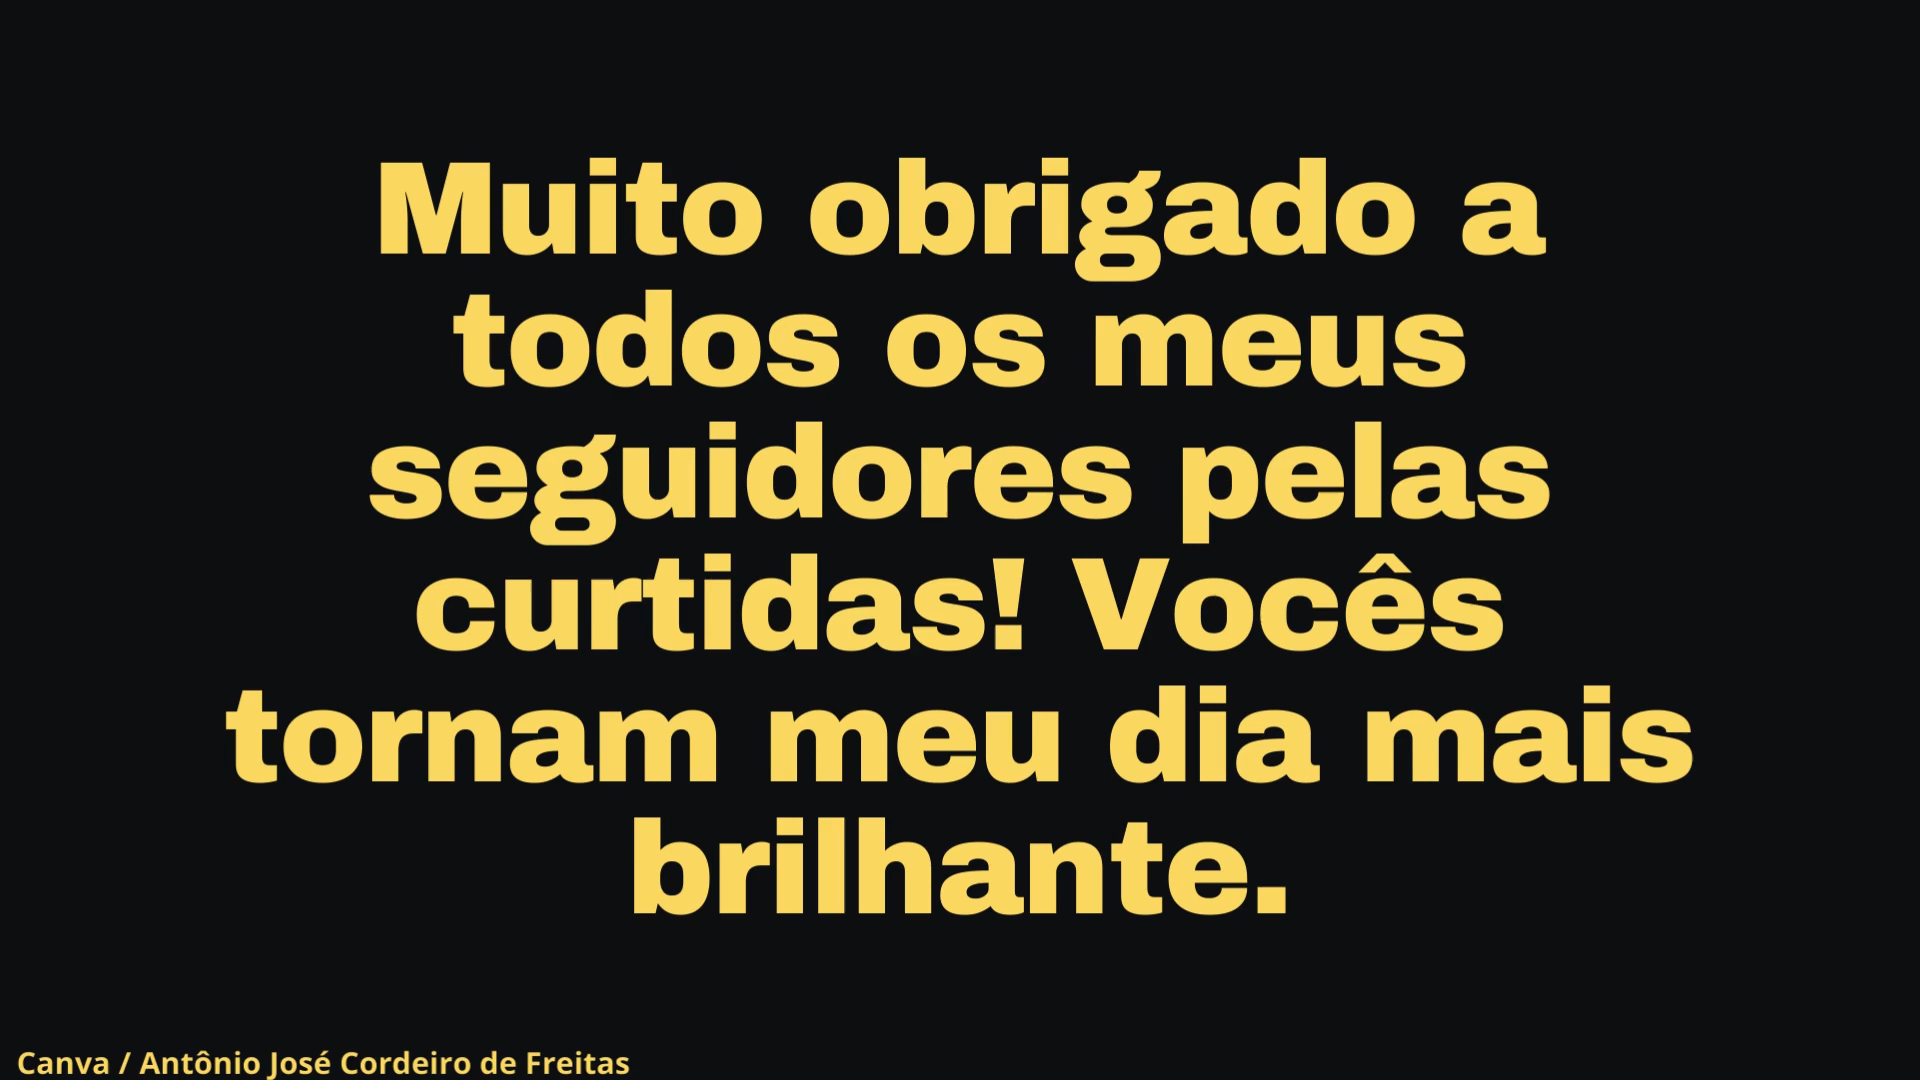 Muito obrigado a
todos os meus
seguidores pelas
curtidas! Vocês
tornam meu dia mais
brilhante.
Canva / Antônio José Cordeiro de Freitas